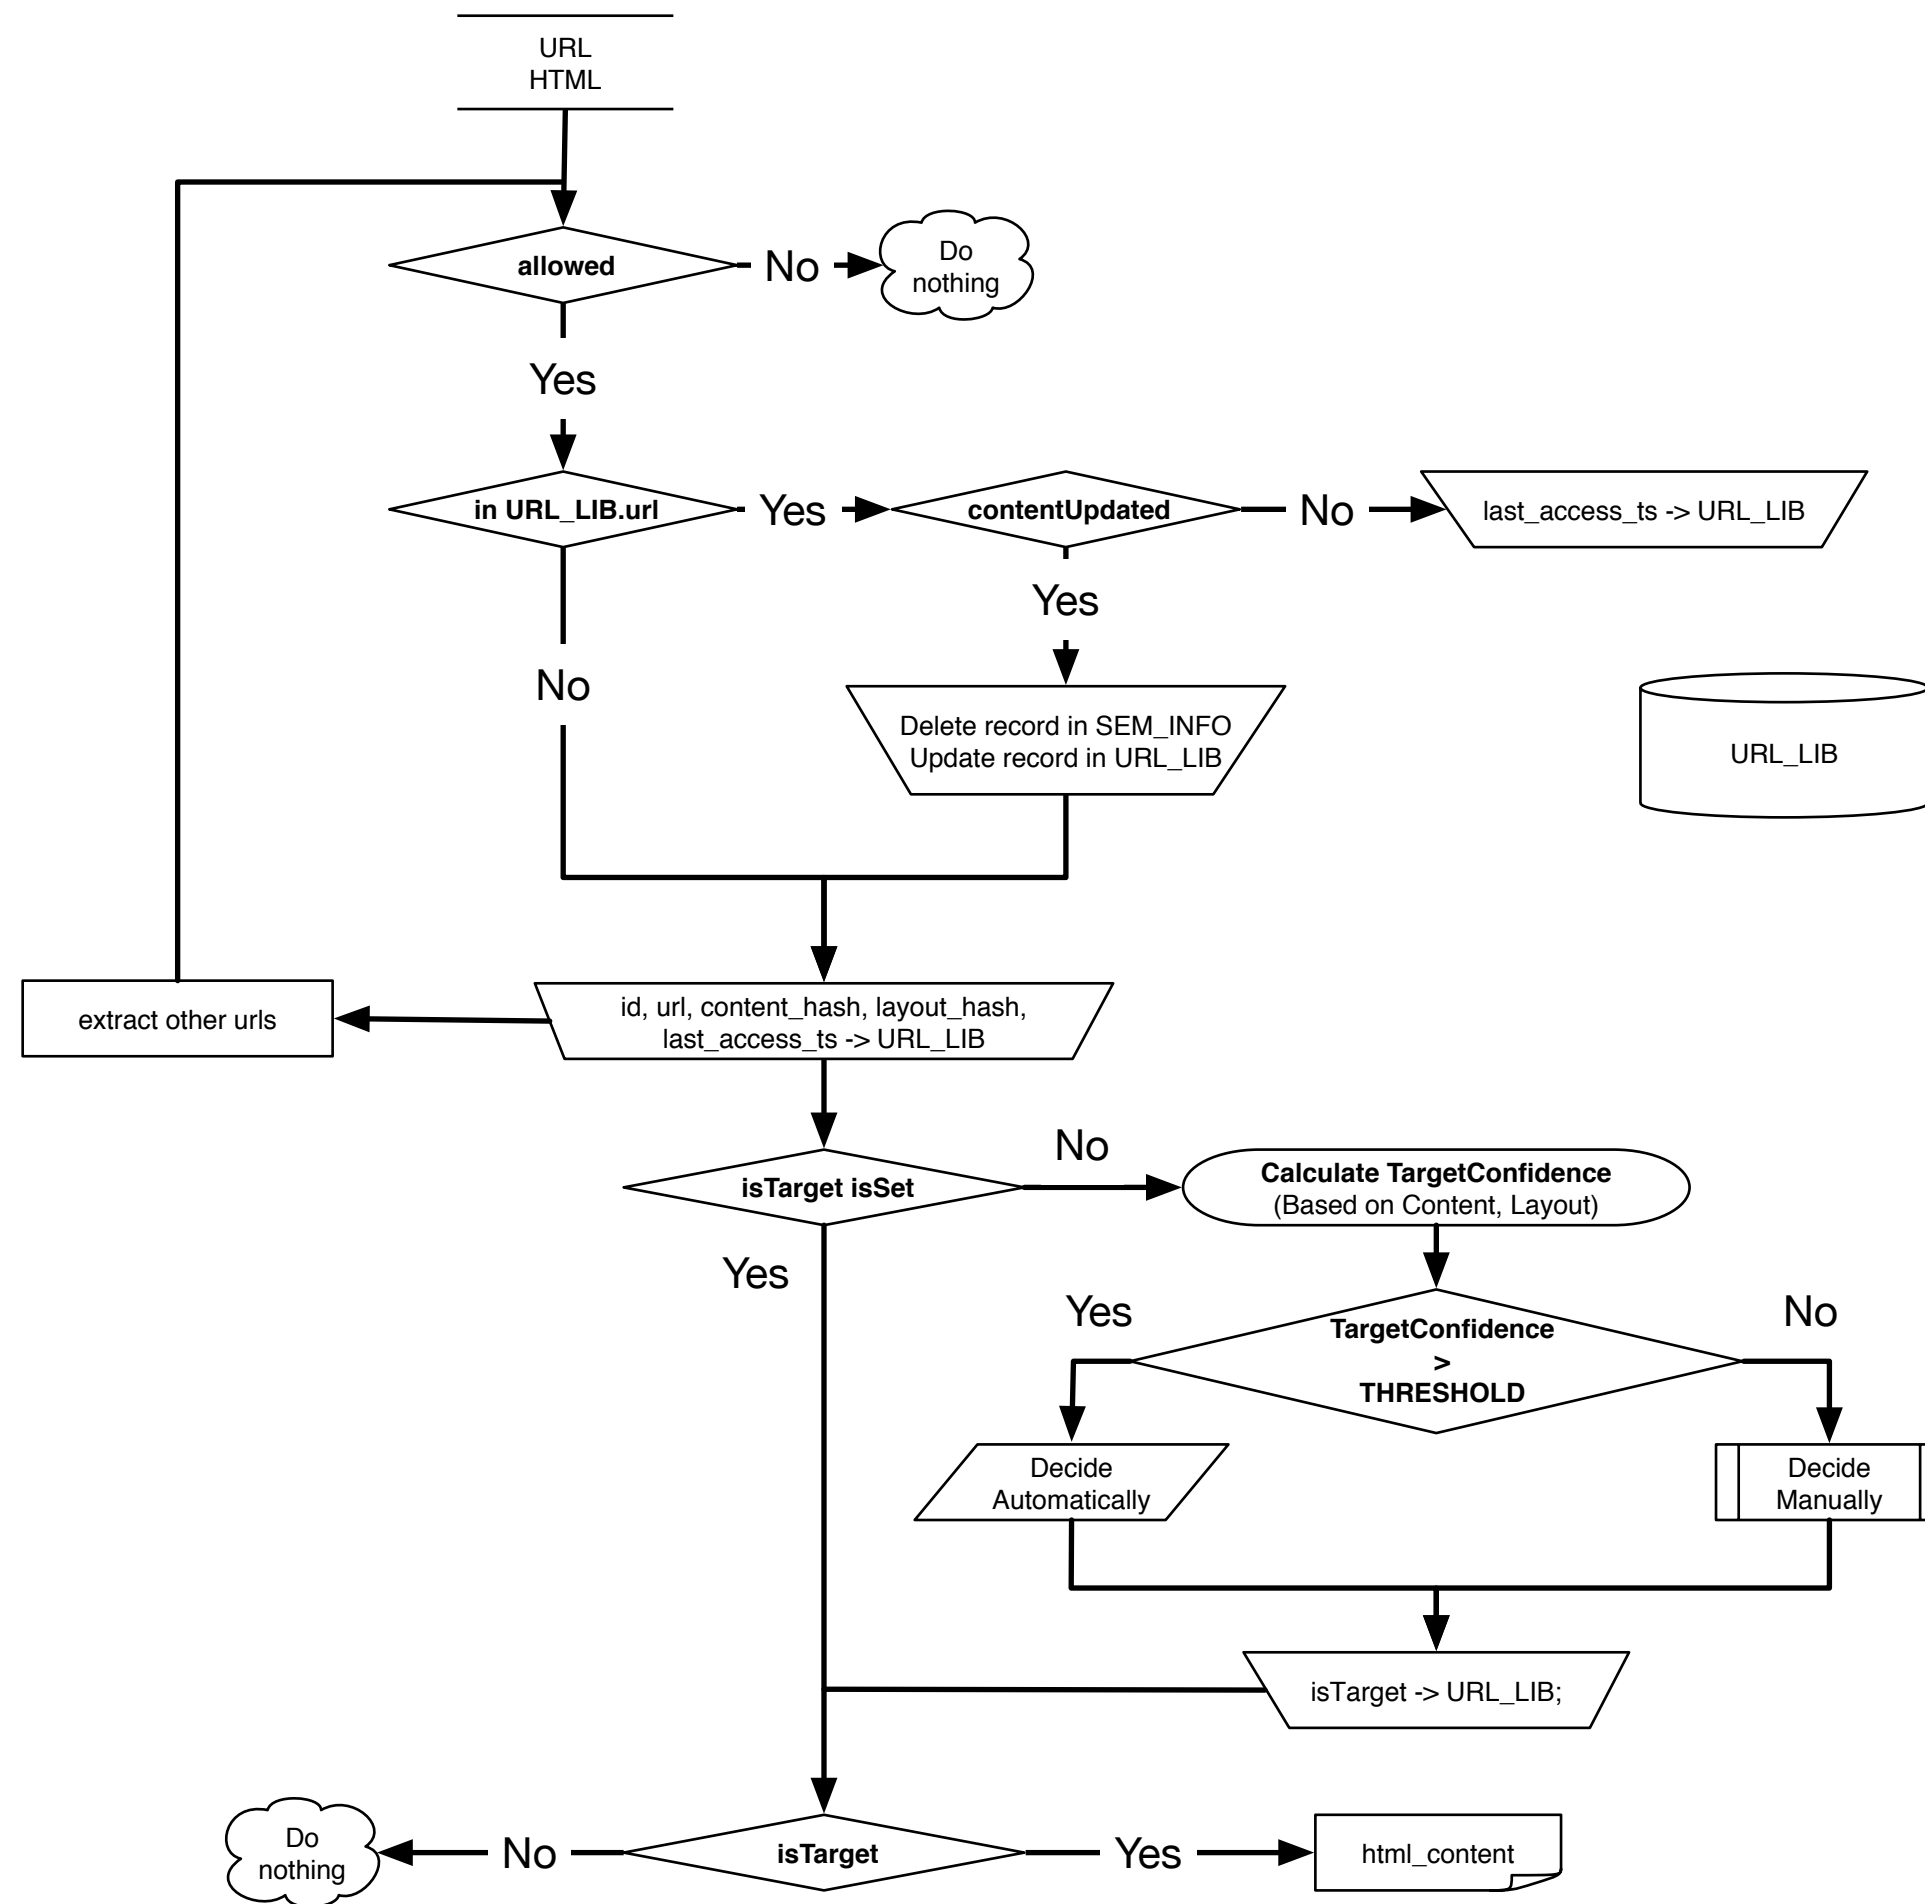 URL
HTML
allowed
No
Do
nothing
Yes
in URL_LIB.url
Yes
contentUpdated
No
last_access_ts -> URL_LIB
Yes
No
Delete record in SEM_INFO
Update record in URL_LIB
URL_LIB
extract other urls
id, url, content_hash, layout_hash,
last_access_ts -> URL_LIB
isTarget isSet
No
Calculate TargetConfidence
(Based on Content, Layout)
Yes
Yes
TargetConfidence
>
THRESHOLD
No
Decide
Automatically
Decide
Manually
isTarget -> URL_LIB;
Do
nothing
No
isTarget
Yes
html_content